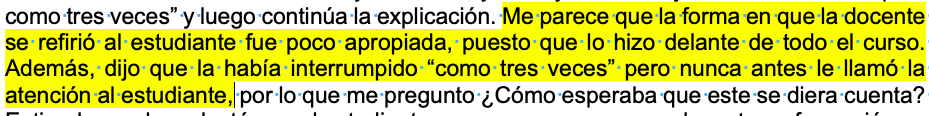 como tres veces” y luego continúa la explicación. Me parece que la forma en que la docente
se refirió al estudiante fue poco apropiada, puesto que lo hizo delante de todo el curso.
Además, dijo que la había interrumpido “como tres veces” pero nunca antes le llamó la
atención al estudiante, por lo que me pregunto ¿Cómo esperaba que este se diera cuenta?